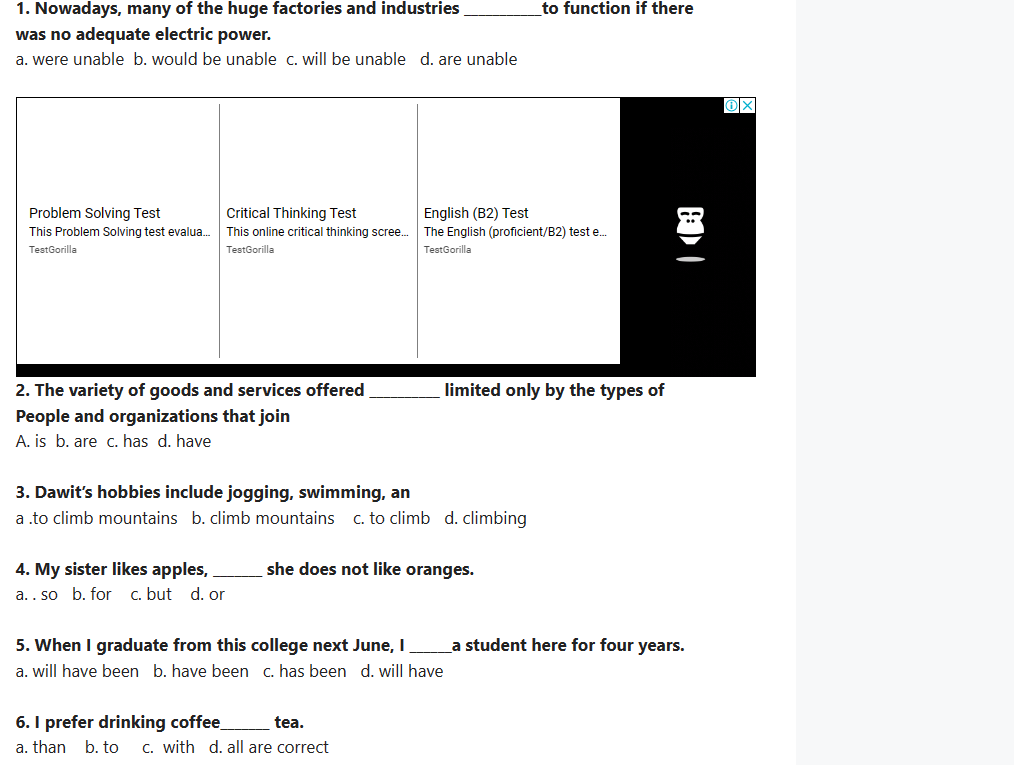 1. Nowadays, many of the huge factories and industries __________to function if there
was no adequate electric power.
a. were unable  b. would be unable  c. will be unable   d. are unable
Problem Solving Test
This Problem Solving test evalua...
TestGorilla
Critical Thinking Test
This online critical thinking scree...
TestGorilla
English (B2) Test
The English (proficient/B2) test e...
TestGorilla
2. The variety of goods and services offered _________ limited only by the types of
People and organizations that join
A. is  b. are  c. has  d. have
3. Dawit’s hobbies include jogging, swimming, an
a .to climb mountains   b. climb mountains    c. to climb   d. climbing
4. My sister likes apples, ______ she does not like oranges.
a. . so   b. for    c. but    d. or
5. When I graduate from this college next June, I _____a student here for four years.
a. will have been   b. have been   c. has been   d. will have
6. I prefer drinking coffee______ tea.
a. than    b. to     c.  with   d. all are correct